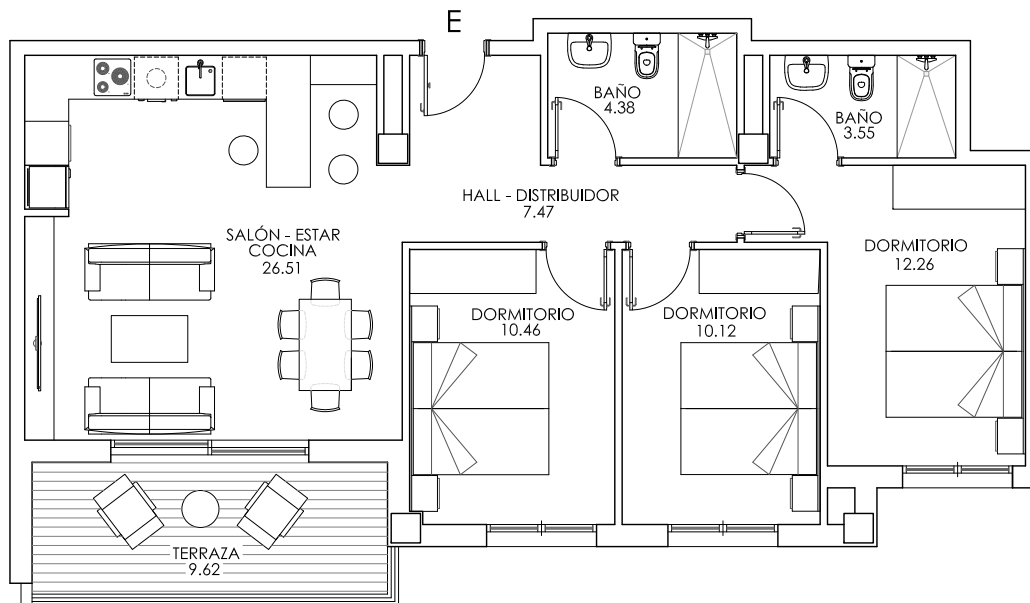 E
BAÑO
4.38
BAÑO
3.55
HALL - DISTRIBUIDOR
7.47
SALÓN - ESTAR
COCINA
26.51
DORMITORIO
12.26
DORMITORIO
10.46
DORMITORIO
10.12
TERRAZA
9.62